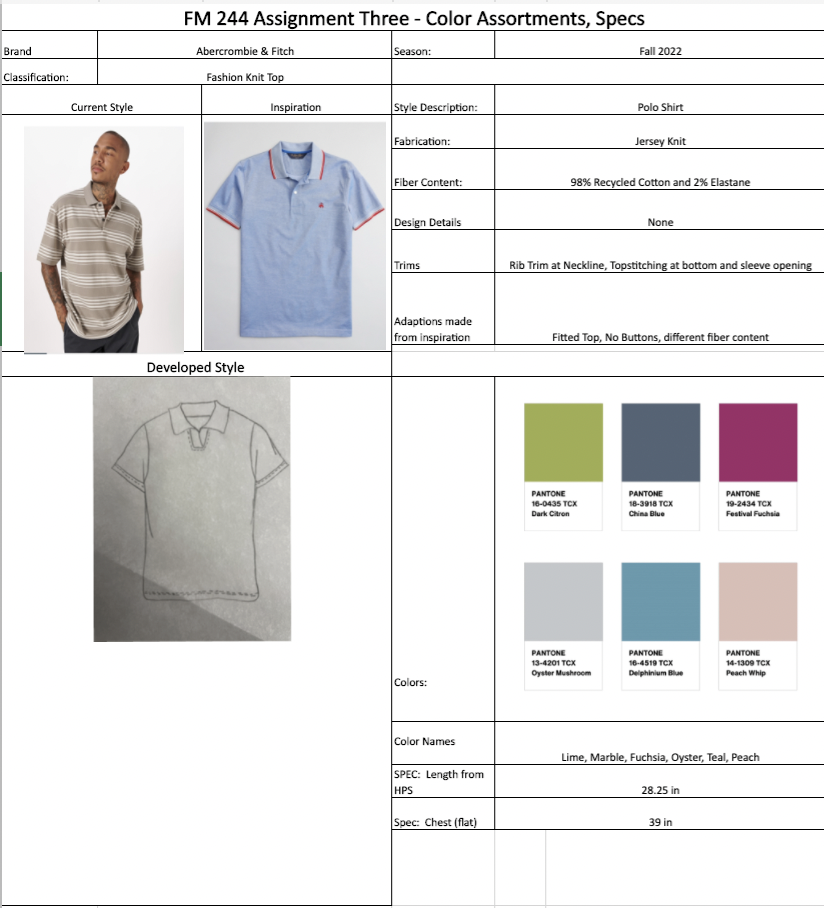 FM 244 Assignment Three - Color Assortments, Specs
Brand
Abercrombie & Fitch
Season:
Fall 2022
Classification:
Fashion Knit Top
Current Style
Inspiration
Style Description:
Polo Shirt
Fabrication:
Jersey Knit
Fiber Content:
98% Recycled Cotton and 2% Elastane
Design Details
None
Trims
Rib Trim at Neckline, Topstitching at bottom and sleeve opening
Adaptions made
from inspiration
Fitted Top, No Buttons, different fiber content
Developed Style
PANTONE
16-0435 TCX
Dark Citron
PANTONE
18-3918 TCX
China Blue
PANTONE
19-2434 TCX
Festival Fuchsia
PANTONE
13-4201 TCX
Oyster Mushroom
PANTONE
16-4519 TCX
Delphinium Blue
PANTONE
14-1309 TCX
Peach Whip
Colors:
Color Names
Lime, Marble, Fuchsia, Oyster, Teal, Peach
SPEC: Length from
HPS
28.25 in
Spec: Chest (flat)
39 in